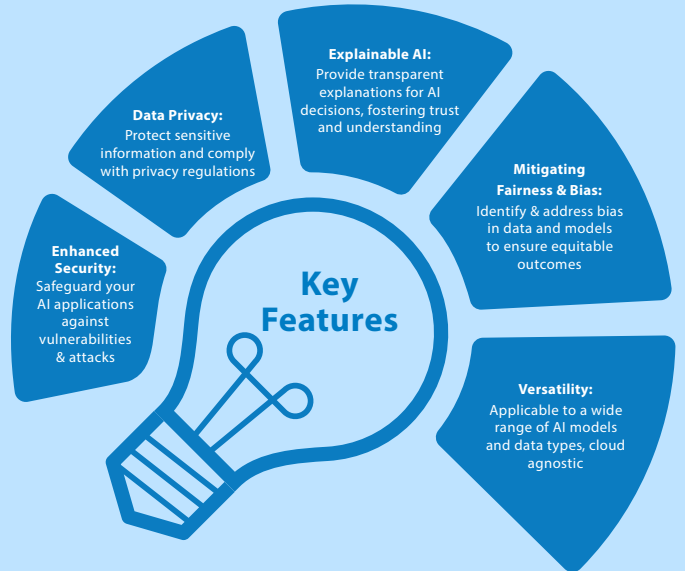 Explainable AI:
Provide transparent
explanations for AI
decisions, fostering trust
and understanding
Data Privacy:
Protect sensitive
information and comply
with privacy regulations
Mitigating
Fairness & Bias:
Identify & address bias
in data and models
to ensure equitable
outcomes
Enhanced
Security:
Safeguard your
AI applications
against
vulnerabilities
& attacks
Key
Features
Versatility:
Applicable to a wide
range of AI models
and data types, cloud
agnostic